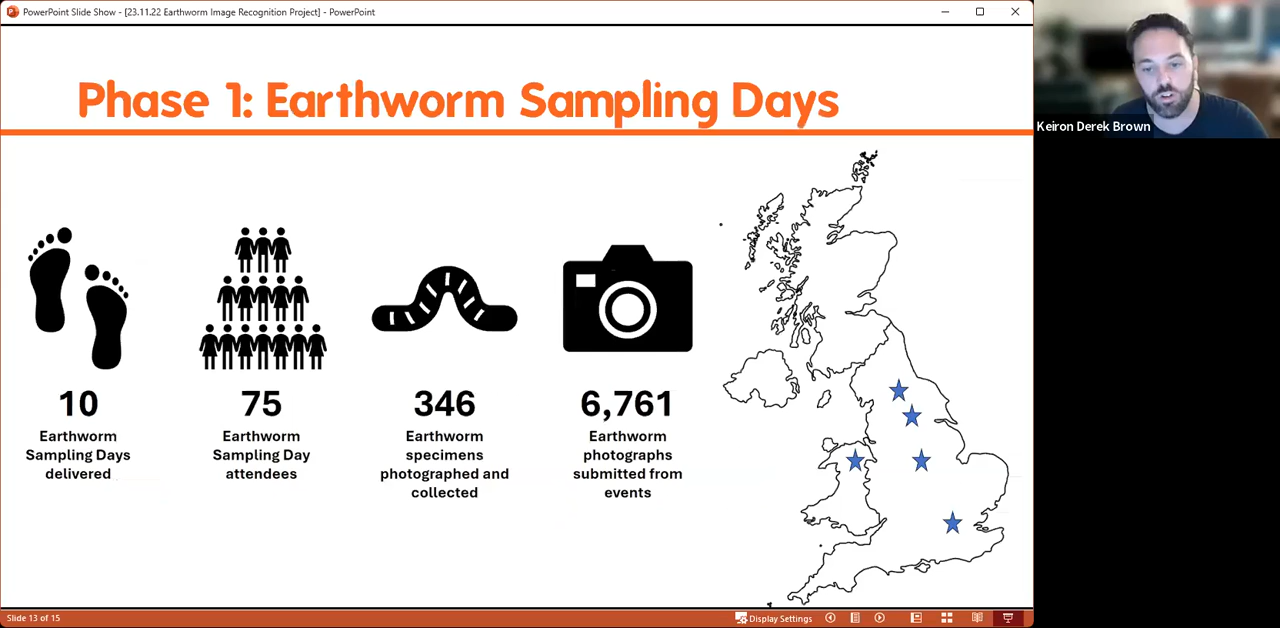 PowerPoint Slide Show - [23.11.22 Earthworm Image Recognition Project] - PowerPoint
Keiron Derek Brown
Phase 1: Earthworm Sampling Days
10
Earthworm
Sampling Days
delivered
75
Earthworm
Sampling Day
attendees
346
Earthworm
specimens
photographed and
collected
6,761
Earthworm
photographs
submitted from
events
Slide 13 of 15
Display Settings